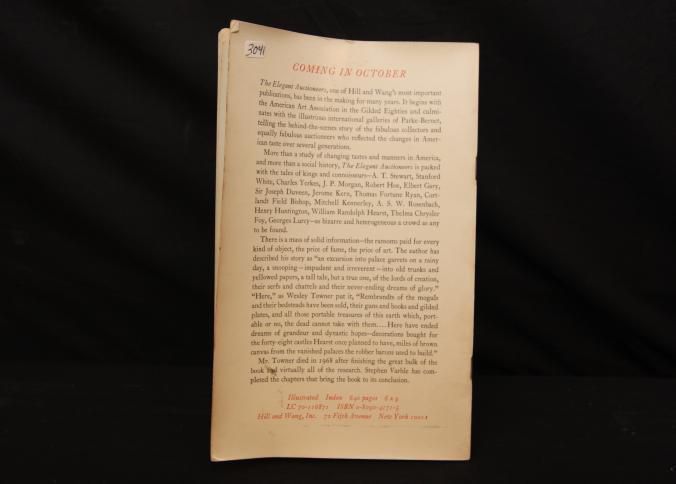 3041
COMING IN OCTOBER
The Elegant Auctioneers, one of Hill and Wang's most important
publications, has been in the making for many years. It begins with
the American Art Association in the Gilded Eighties and culmi-
nates with the illustrious international galleries of Parke-Bernet,
telling the behind-the-scenes story of the fabulous collectors and
equally fabulous auctioneers who reflected the changes in Amer-
ican taste over several generations.
More than a study of changing tastes and manners in America,
and more than a social history, The Elegant Auctioneers is packed
with the tales of kings and connoisseurs—A. T. Stewart, Stanford
White, Charles Yerkes, J. P. Morgan, Robert Hoe, Elbert Gary,
Sir Joseph Duveen, Jerome Kern, Thomas Fortune Ryan, Cort-
landt Field Bishop, Mitchell Kennerley, A. S. W. Rosenbach,
Henry Huntington, William Randolph Hearst, Thelma Chrysler
Foy, Georges Lurcy—as bizarre and heterogeneous a crowd as any
to be found.
There is a mass of solid information—the ransoms paid for every
kind of object, the price of fame, the price of art. The author has
described his story as "an excursion into palace garrets on a rainy
day, a snooping—impudent and irreverent—into old trunks and
yellowed papers, a tall tale, but a true one, of the lords of creation,
their serfs and chattels and their never-ending dreams of glory."
"Here," as Wesley Towner put it, "Rembrandts of the moguls
and their bedsteads have been sold, their guns and books and gilded
plates, and all those portable treasures of this earth which, port-
able or no, the dead cannot take with them....Here have ended
dreams of grandeur and dynastic hopes—decorations bought for
the forty-eight castles Hearst once planned to have, miles of brown
canvas from the vanished palaces the robber barons used to build."
Mr. Towner died in 1968 after finishing the great bulk of the
book and virtually all of the research. Stephen Varble has com-
pleted the chapters that bring the book to its conclusion.
Illustrated Index 640 pages 6 x 9
LC 70-116871 ISBN 0-8090-4171-5
Hill and Wang, Inc. 72 Fifth Avenue New York 10011